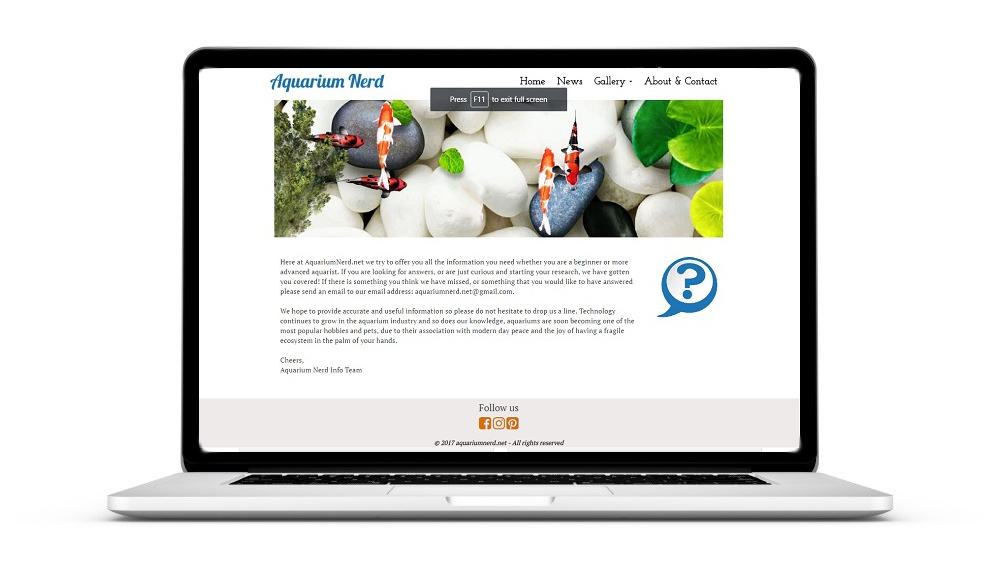 Aquarium Nerd
Home News Gallery About & Contact
Press F11 to exit full screen
Here at AquariumNerd.net we try to offer you all the information you need whether you are a beginner or more
advanced aquarist. If you are looking for answers, or are just curious and starting your research, we have gotten
you covered! If there is something you think we have missed, or something that you would like to have answered
please send an email to our email address: aquariumnerd.net@gmail.com.
We hope to provide accurate and useful information so please do not hesitate to drop us a line. Technology
continues to grow in the aquarium industry and so does our knowledge, aquariums are soon becoming one of the
most popular hobbies and pets, due to their association with modern day peace and the joy of having a fragile
ecosystem in the palm of your hands.
Cheers,
Aquarium Nerd Info Team
?
Follow us
© 2017 aquariumnerd.net - All rights reserved